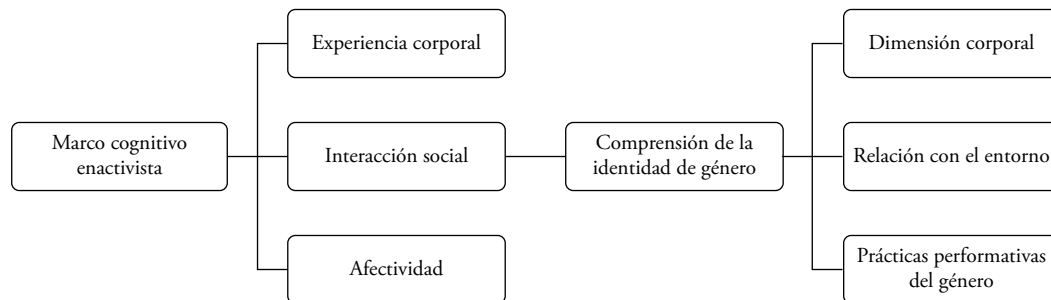 Experiencia corporal
Dimensión corporal
Marco cognitivo
enactivista
Interacción social
Comprensión de la
identidad de género
Relación con el entorno
Afectividad
Prácticas performativas
del género